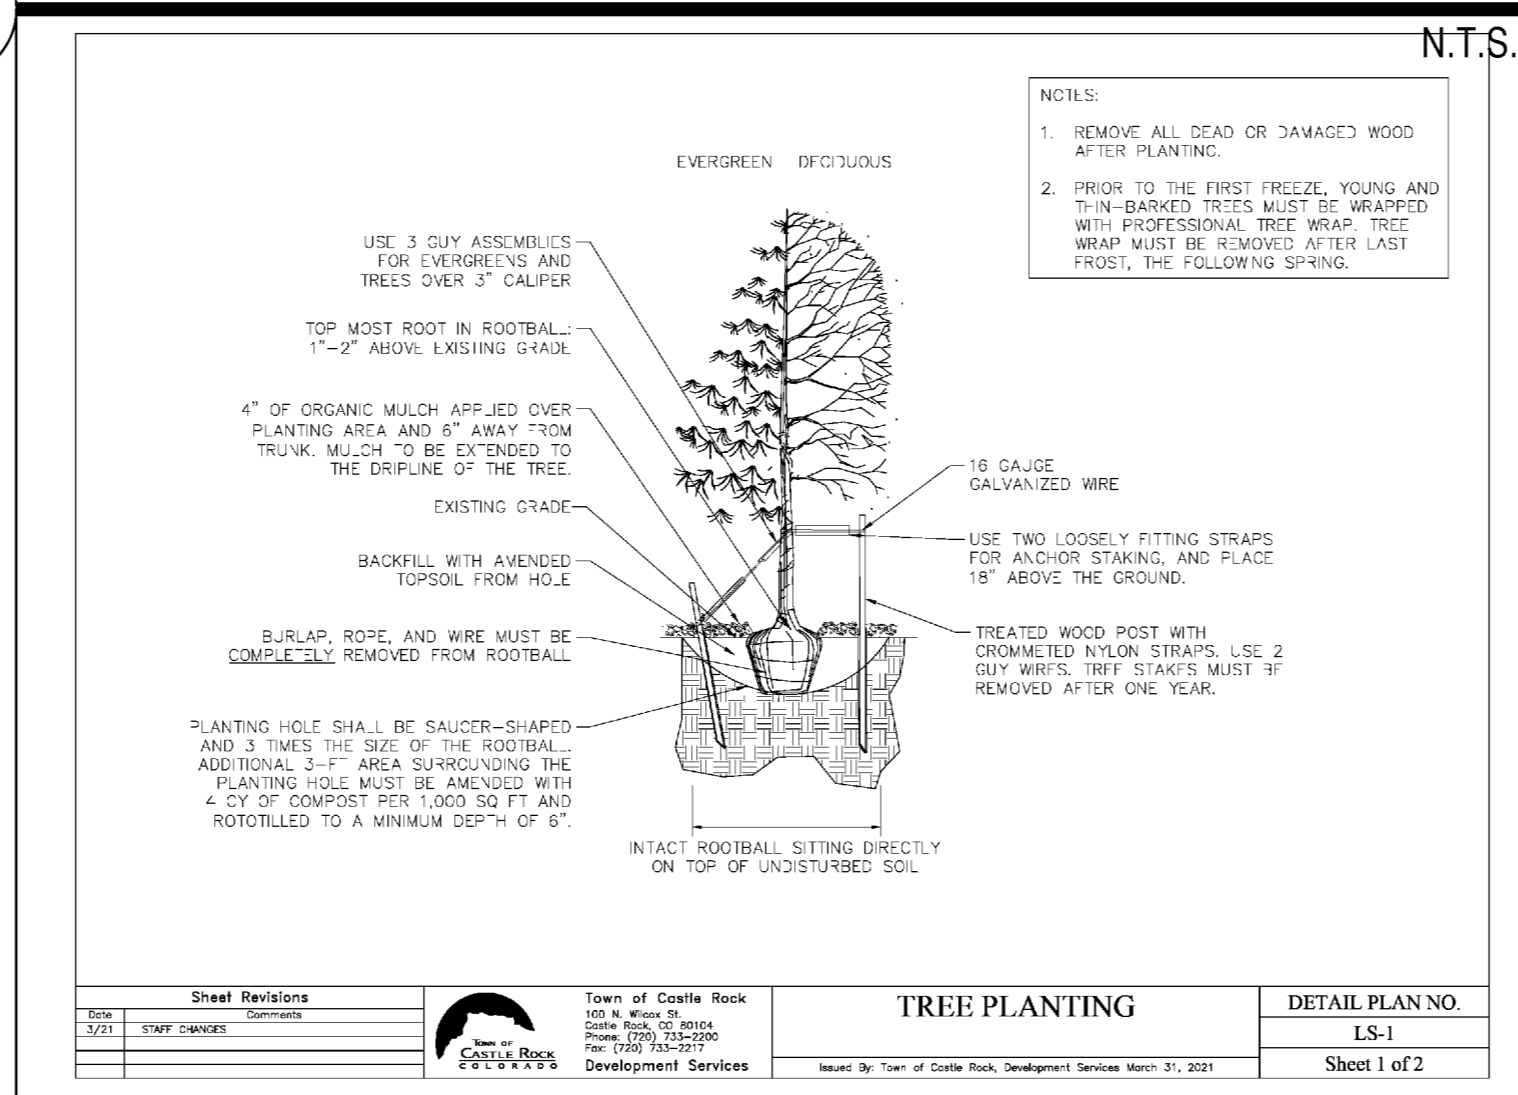 N.T.S.
NOTES:
1. REMOVE ALL DEAD OR DAMAGED WOOD
AFTER PLANTING.
2. PRIOR TO THE FIRST FREEZE, YOUNG AND
THIN-BARKED TREES MUST BE WRAPPED
WITH PROFESSIONAL TREE WRAP. TREE
WRAP MUST BE REMOVED AFTER LAST
FROST, THE FOLLOWING SPRING.
EVERGREEN DECIDUOUS
USE 3 GUY ASSEMBLIES
FOR EVERGREENS AND
TREES OVER 3" CALIPER
TOP MOST ROOT IN ROOTBALL:
1"-2" ABOVE EXISTING GRADE
4" OF ORGANIC MULCH APPLIED OVER
PLANTING AREA AND 6" AWAY FROM
TRUNK. MULCH TO BE EXTENDED TO
THE DRIPLINE OF THE TREE.
EXISTING GRADE
BACKFILL WITH AMENDED
TOPSOIL FROM HOLE
BURLAP, ROPE, AND WIRE MUST BE
COMPLETELY REMOVED FROM ROOTBALL
PLANTING HOLE SHALL BE SAUCER-SHAPED
AND 3 TIMES THE SIZE OF THE ROOTBALL.
ADDITIONAL 3-FT AREA SURROUNDING THE
PLANTING HOLE MUST BE AMENDED WITH
4 CY OF COMPOST PER 1,000 SQ FT AND
ROTOTILLED TO A MINIMUM DEPTH OF 6".
16 GAUGE
GALVANIZED WIRE
USE TWO LOOSELY FITTING STRAPS
FOR ANCHOR STAKING, AND PLACE
18" ABOVE THE GROUND.
TREATED WOOD POST WITH
GROMMETED NYLON STRAPS. USE 2
GUY WIRES. TREE STAKES MUST BE
REMOVED AFTER ONE YEAR.
INTACT ROOTBALL SITTING DIRECTLY
ON TOP OF UNDISTURBED SOIL
Sheet Revisions
Date Comments
3/21 STAFF CHANGES
TOWN OF
CASTLE ROCK
COLORADO
Town of Castle Rock
100 N. Wilcox St.
Castle Rock, CO 80104
Phone: (720) 733-2200
Fax: (720) 733-2217
Development Services
TREE PLANTING
Issued By: Town of Castle Rock, Development Services March 31, 2021
DETAIL PLAN NO.
LS-1
Sheet 1 of 2